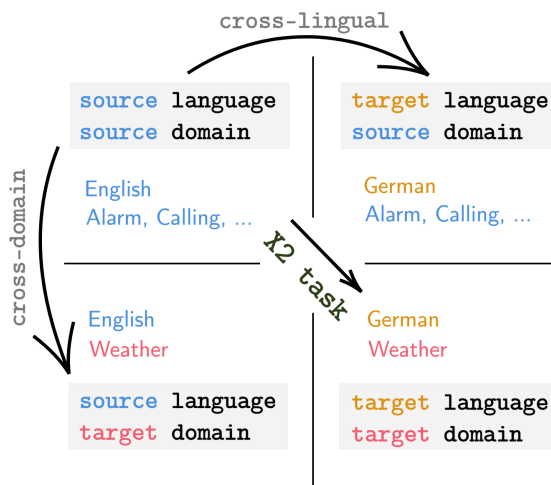 cross-lingual
source language
source domain
target language
source domain
English
Alarm, Calling, ...
German
Alarm, Calling, ...
cross-domain
X2 task
English
Weather
German
Weather
source language
target domain
target language
target domain